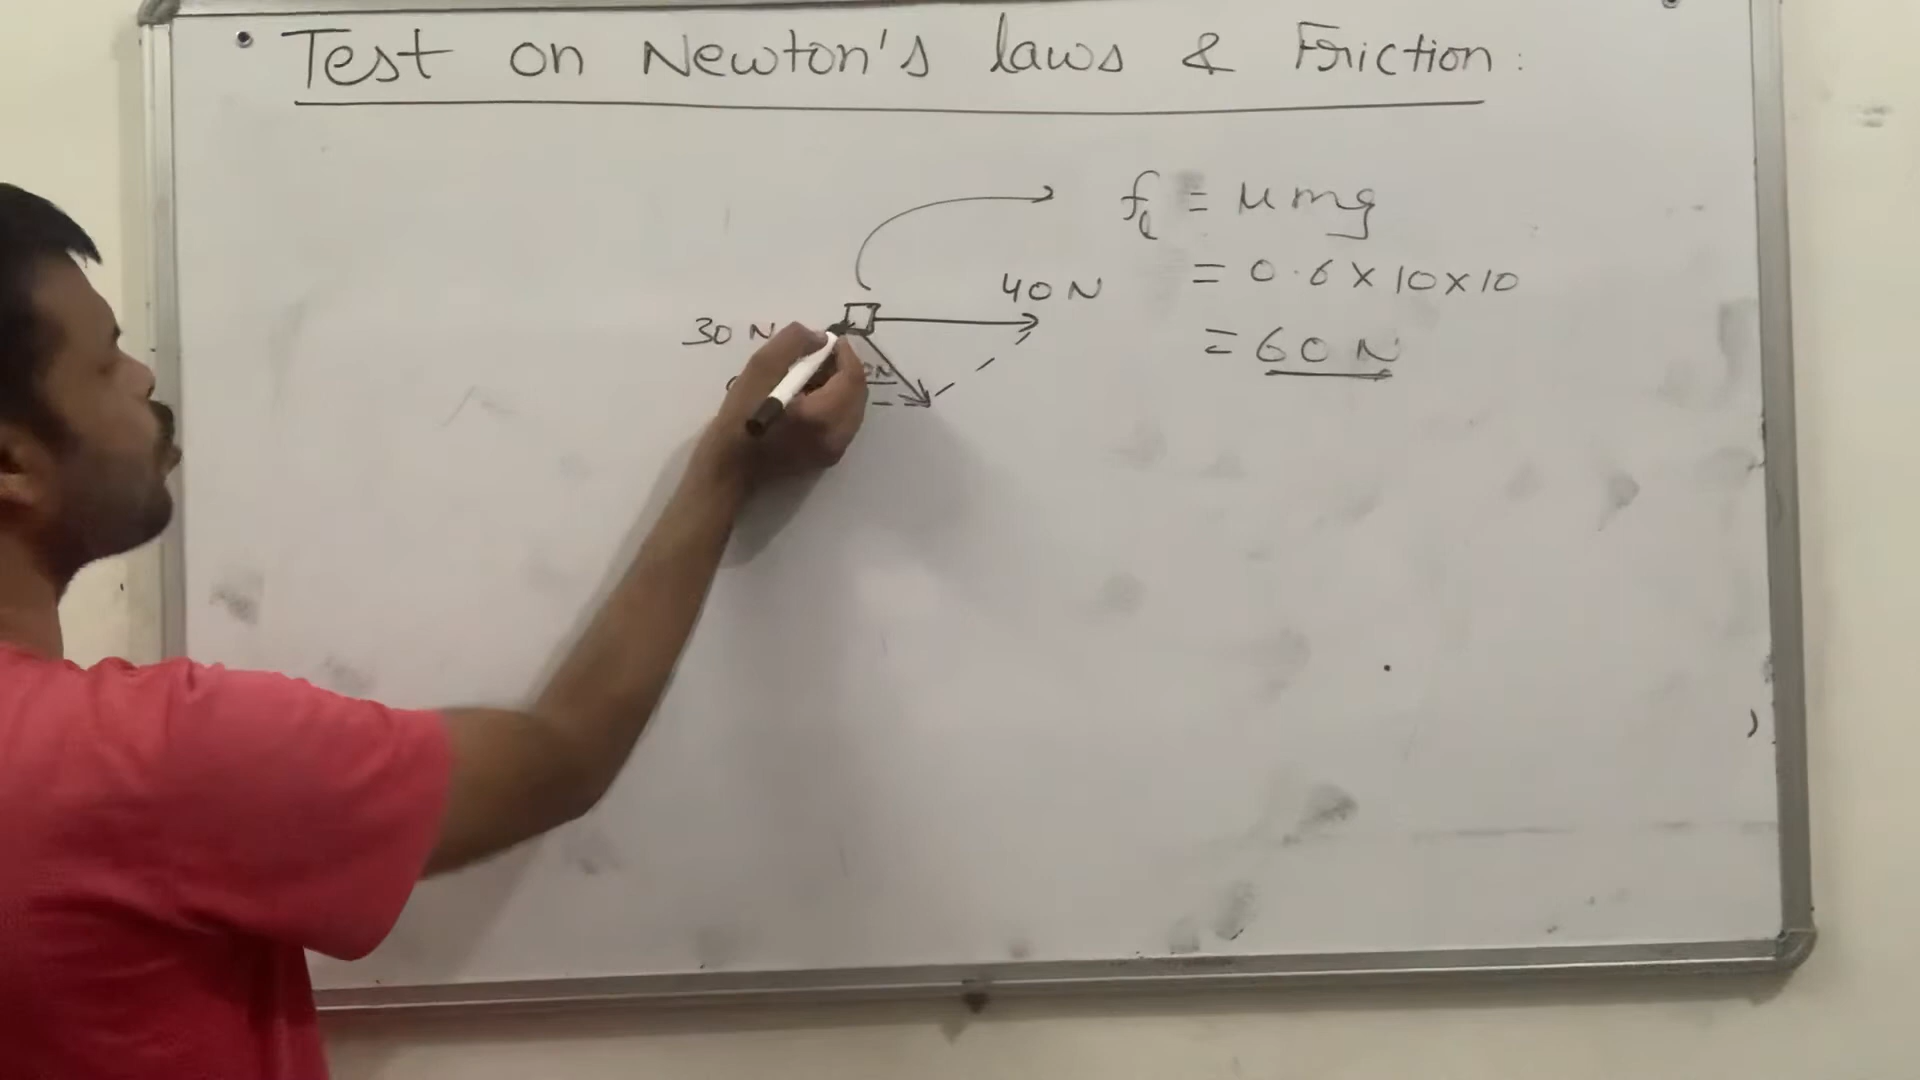 Test on Newton's laws & Friction :
fl = μmg
= 0.6 × 10 × 10
= 60 N
40 N
30 N